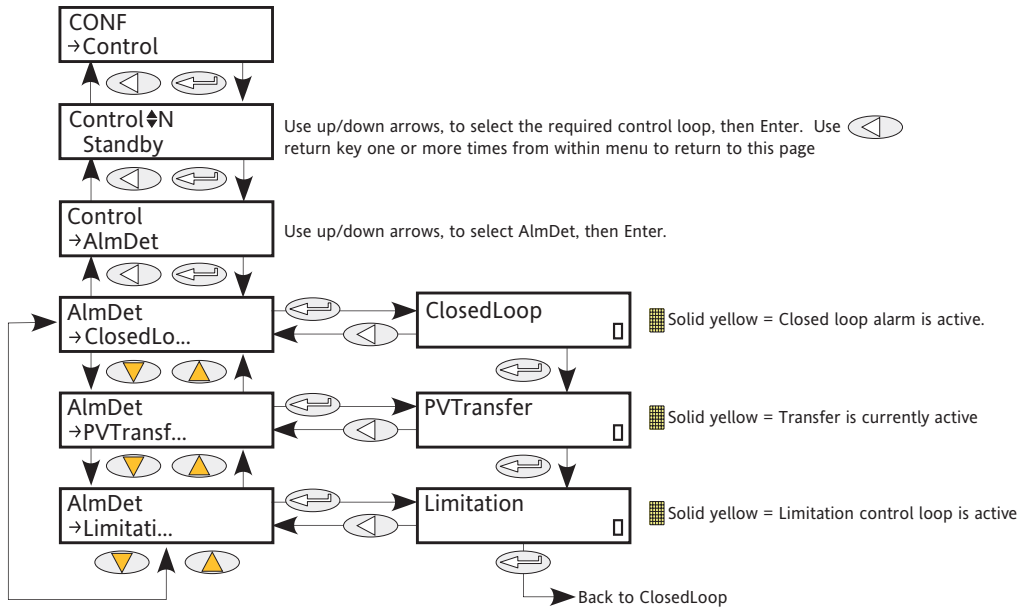 CONF
→Control
Control♦N
Standby
Use up/down arrows, to select the required control loop, then Enter. Use
return key one or more times from within menu to return to this page
Control
→AlmDet
Use up/down arrows, to select AlmDet, then Enter.
AlmDet
→ClosedLo...
ClosedLoop
Solid yellow = Closed loop alarm is active.
AlmDet
→PVTransf...
PVTransfer
Solid yellow = Transfer is currently active
AlmDet
→Limitati...
Limitation
Solid yellow = Limitation control loop is active
Back to ClosedLoop